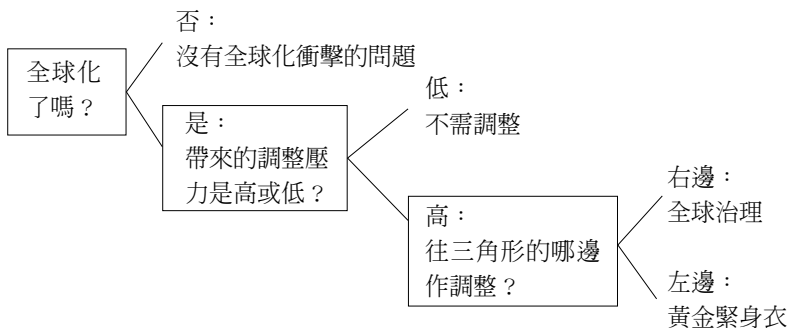 全球化
了嗎？
否：
沒有全球化衝擊的問題
是：
帶來的調整壓
力是高或低？
低：
不需調整
高：
往三角形的哪邊
作調整？
右邊：
全球治理
左邊：
黃金緊身衣